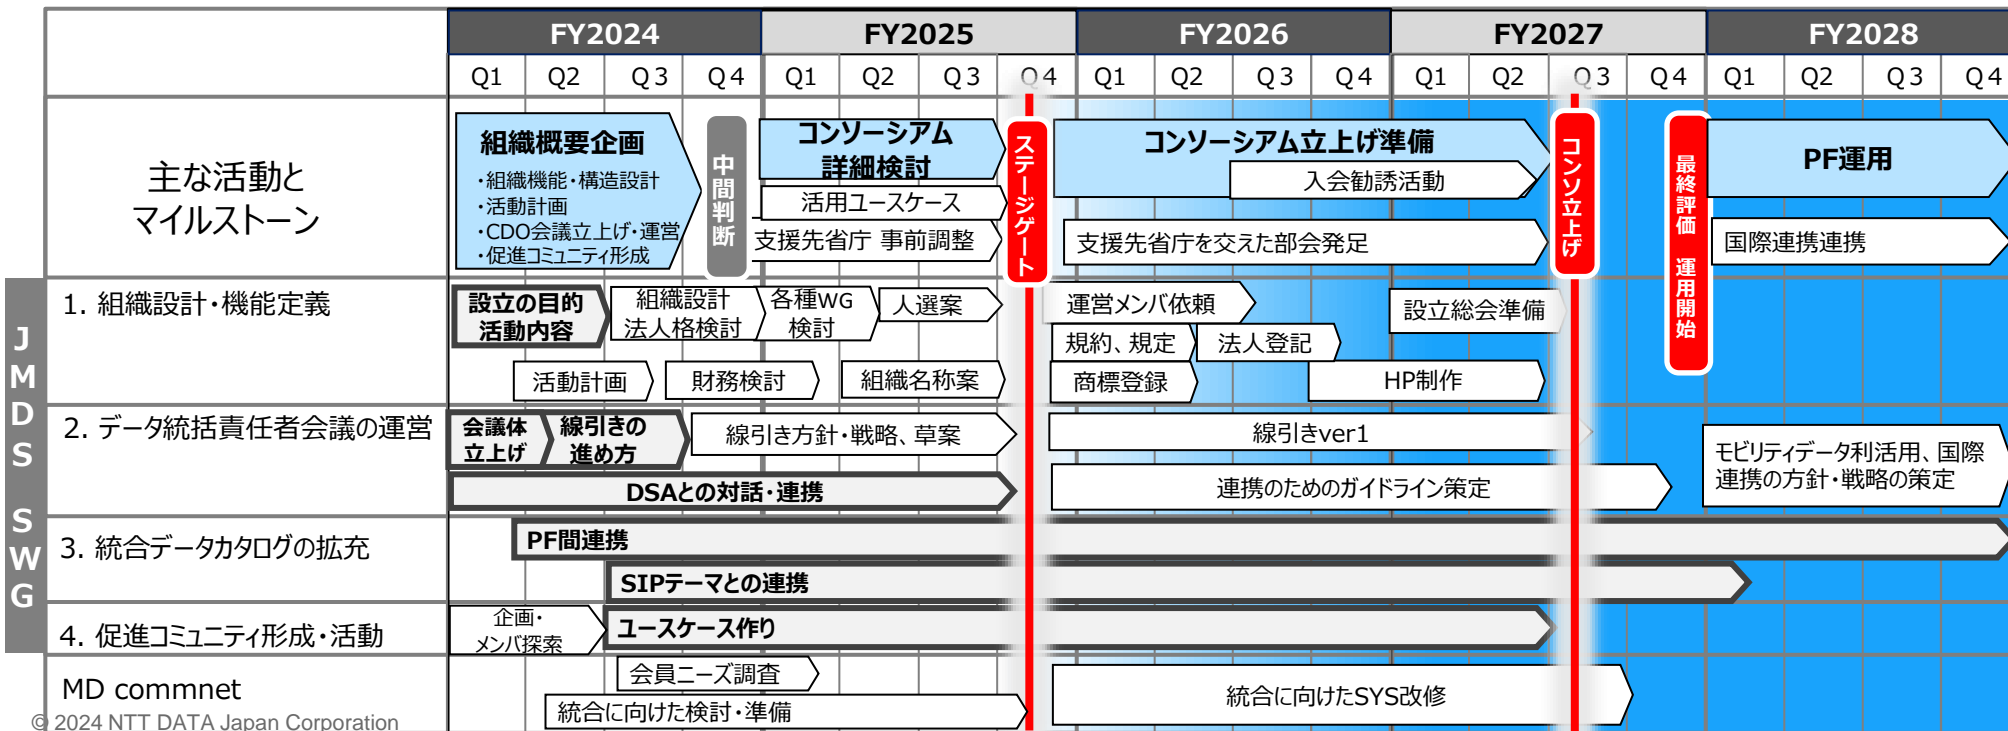 FY2024 FY2025 FY2026 FY2027 FY2028
Q1 Q2 Q3 Q4 Q1 Q2 Q3 Q4 Q1 Q2 Q3 Q4 Q1 Q2 Q3 Q4 Q1 Q2 Q3 Q4
主な活動と
マイルストーン
組織概要企画
・組織機能・構造設計
・活動計画
・CDO会議立上げ・運営
・促進コミュニティ形成
中間判断
コンソーシアム
詳細検討
活用ユースケース
支援先省庁 事前調整
ステージゲート
コンソーシアム立上げ準備
入会勧誘活動
支援先省庁を交えた部会発足
コンソ立上げ
最終評価 運用開始
PF運用
国際連携連携
JMDS SWG
1. 組織設計・機能定義
設立の目的
活動内容
組織設計
法人格検討
各種WG
検討
人選案
運営メンバ依頼
設立総会準備
規約、規定
法人登記
活動計画
財務検討
組織名称案
商標登録
HP制作
2. データ統括責任者会議の運営
会議体
立上げ
線引きの
進め方
線引き方針・戦略、草案
線引きver1
モビリティデータ利活用、国際
連携の方針・戦略の策定
DSAとの対話・連携
連携のためのガイドライン策定
3. 統合データカタログの拡充
PF間連携
SIPテーマとの連携
4. 促進コミュニティ形成・活動
企画・
メンバ探索
ユースケース作り
MD commnet
会員ニーズ調査
統合に向けた検討・準備
統合に向けたSYS改修
© 2024 NTT DATA Japan Corporation